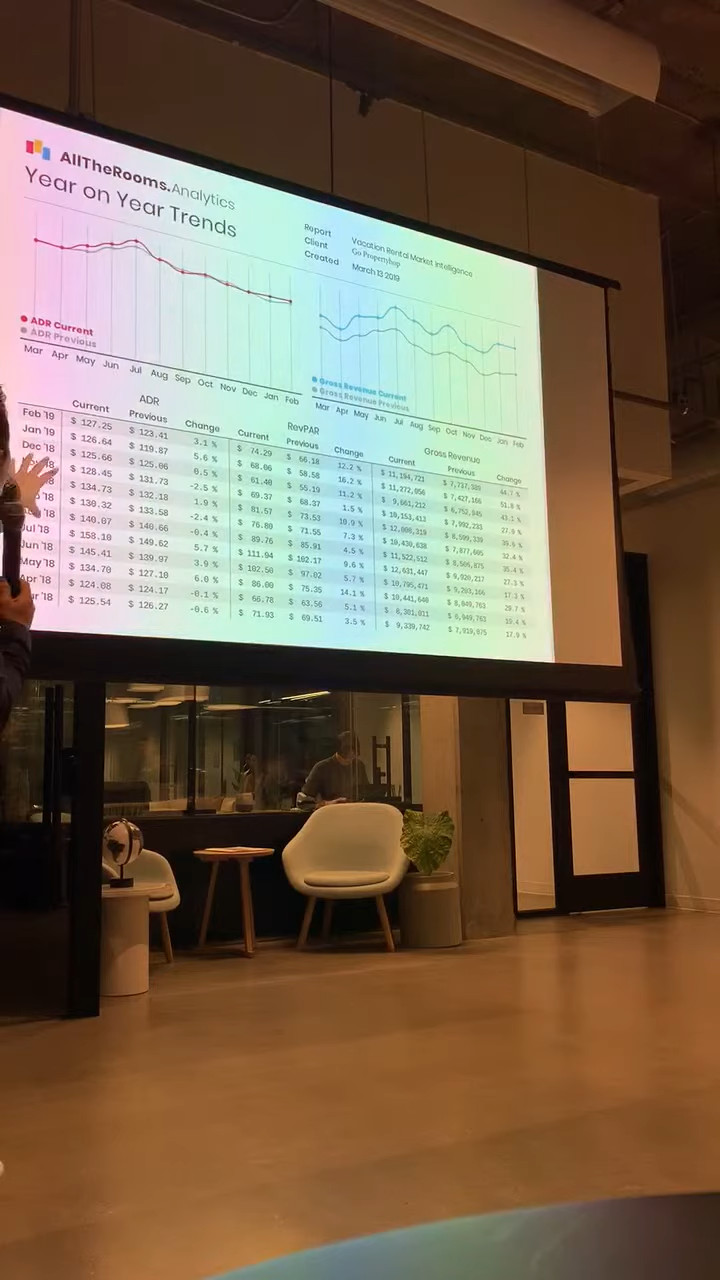 AllTheRooms.Analytics
Year on Year Trends
Report Vacation Rental Market Intelligence
Client Go Propertyhop
Created March 13 2019
ADR Current
ADR Previous
Mar Apr May Jun Jul Aug Sep Oct Nov Dec Jan Feb
Gross Revenue Current
Gross Revenue Previous
Mar Apr May Jun Jul Aug Sep Oct Nov Dec Jan Feb
ADR RevPAR Gross Revenue
Current Previous Change Current Previous Change Current Previous Change
Feb '19 $ 127.25 $ 123.41 3.1 % $ 74.29 $ 66.18 12.2 % $ 11,194,721 $ 7,737,389 44.7 %
Jan '19 $ 126.64 $ 119.87 5.6 % $ 68.06 $ 58.58 16.2 % $ 11,272,056 $ 7,427,166 51.8 %
Dec '18 $ 125.66 $ 125.06 0.5 % $ 61.40 $ 55.19 11.2 % $ 9,661,212 $ 6,752,945 43.1 %
$ 128.45 $ 131.73 -2.5 % $ 69.37 $ 68.37 1.5 % $ 10,153,412 $ 7,992,233 27.0 %
$ 134.73 $ 132.18 1.9 % $ 81.57 $ 73.53 10.9 % $ 12,008,319 $ 8,599,339 39.6 %
$ 130.32 $ 133.58 -2.4 % $ 76.80 $ 71.55 7.3 % $ 10,430,638 $ 7,877,605 32.4 %
$ 140.07 $ 140.66 -0.4 % $ 89.76 $ 85.91 4.5 % $ 11,522,512 27.1 %
Jul '18 $ 158.10 $ 149.62 5.7 % $ 111.94 $ 102.17 9.6 % $ 12,631,447 $ 9,920,217 27.3 %
Jun '18 $ 145.41 $ 139.97 3.9 % $ 102.50 $ 97.02 5.7 % $ 10,795,471 $ 9,203,166 17.3 %
May '18 $ 134.70 $ 127.10 6.0 % $ 86.00 $ 75.35 14.1 % $ 10,441,640 $ 8,049,763 29.7 %
Apr '18 $ 124.08 $ 124.17 -0.1 % $ 66.78 $ 63.56 5.1 % $ 8,301,011 $ 6,949,763 19.4 %
'18 $ 125.54 $ 126.27 -0.6 % $ 71.93 $ 69.51 3.5 % $ 9,339,742 $ 7,919,075 17.9 %